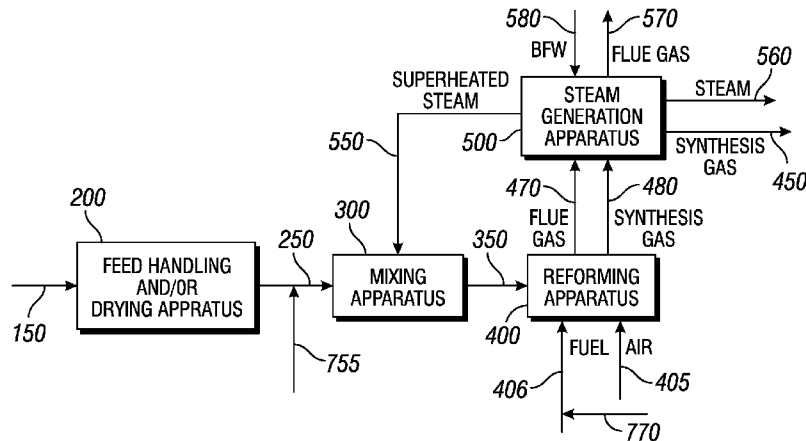 580
570
BFW
FLUE GAS
560
SUPERHEATED
STEAM
STEAM
GENERATION
APPARATUS
STEAM
500
SYNTHESIS
GAS
450
550
470
480
200
300
FLUE
GAS
SYNTHESIS
GAS
250
350
FEED HANDLING
AND/OR
DRYING APPRATUS
MIXING
APPARATUS
REFORMING
APPARATUS
150
400
755
FUEL
AIR
406
405
770